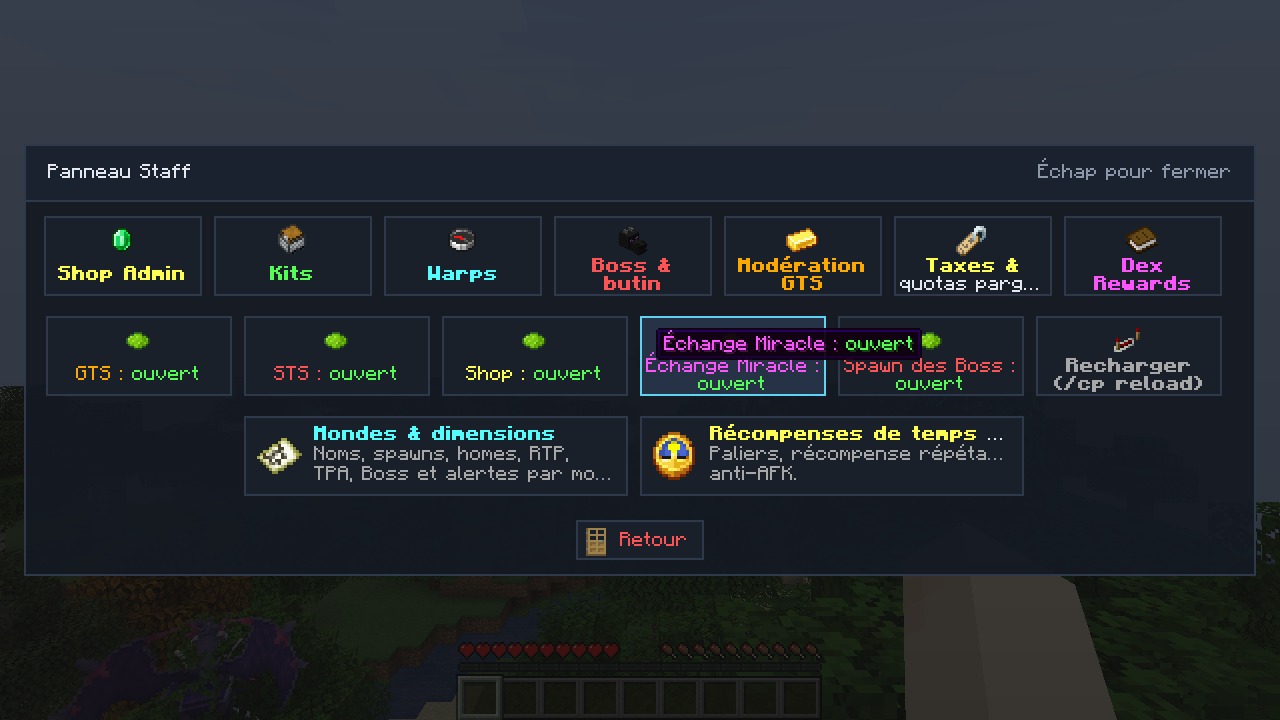 Panneau Staff
Échap pour fermer
Shop Admin
Kits
Warps
Boss &
butin
Modération
GTS
Taxes &
quotas parg...
Dex
Rewards
GTS : ouvert
STS : ouvert
Shop : ouvert
Échange Miracle : ouvert
Échange Miracle :
ouvert
Spawn des Boss :
ouvert
Recharger
(/cp reload)
Mondes & dimensions
Noms, spawns, homes, RTP,
TPA, Boss et alertes par mo...
Récompenses de temps ...
Paliers, récompense répéta...
anti-AFK.
Retour